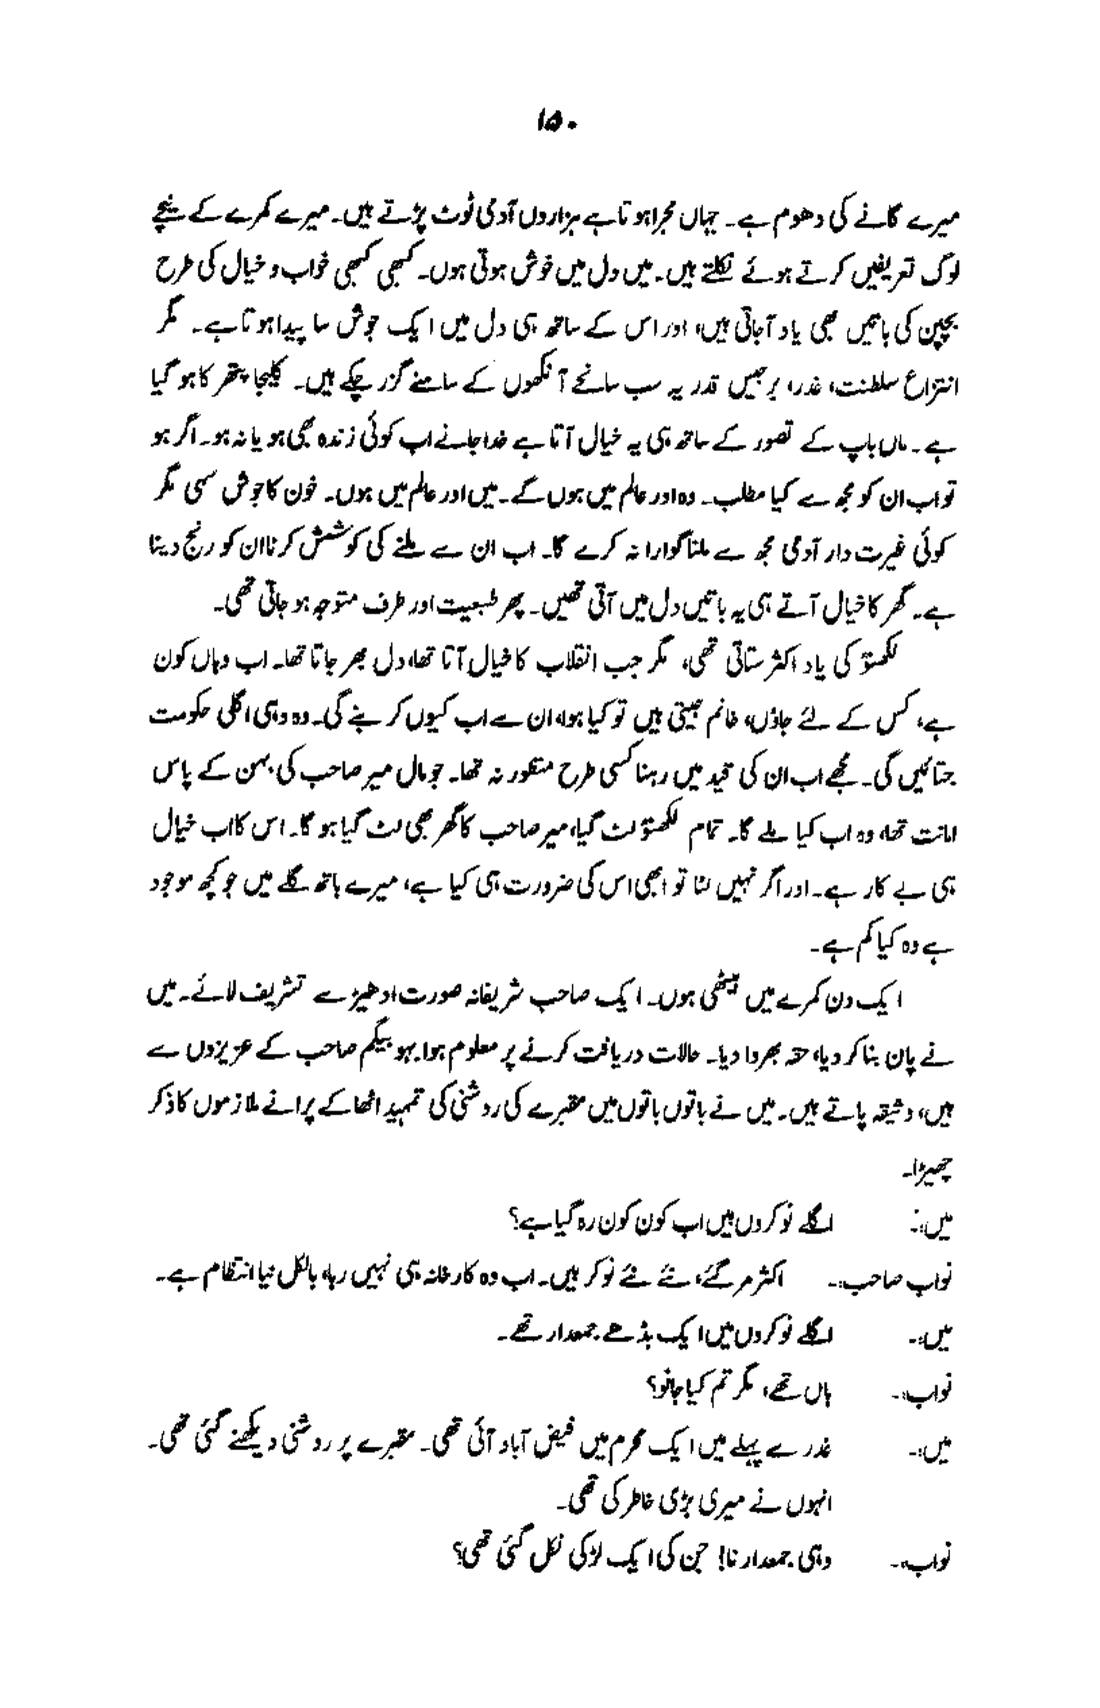 ۱۵۰
میرے گانے کی دھوم ہے۔ جہاں مجرا ہوتا ہے ہزاروں آدمی ٹوٹ پڑتے ہیں۔ میرے کمرے کے نیچے
لوگ تعریفیں کرتے ہوئے نکلتے ہیں۔ میں دل میں خوش ہوتی ہوں۔ کبھی کبھی خواب و خیال کی طرح
بچپن کی باتیں بھی یاد آجاتی ہیں، اور اس کے ساتھ ہی دل میں ایک جوش سا پیدا ہوتا ہے۔ مگر
انتزاع سلطنت، غدر، برجیس قدر یہ سب سانحے آنکھوں کے سامنے گزر چکے ہیں۔ کلیجا پتھر کا ہو گیا
ہے۔ ماں باپ کے تصور کے ساتھ ہی یہ خیال آتا ہے خدا جانے اب کوئی زندہ بھی ہو یا نہ ہو۔ اگر ہو
تو اب ان کو مجھ سے کیا مطلب۔ وہ اور عالم میں ہوں گے۔ میں اور عالم میں ہوں۔ خون کا جوش سہی مگر
کوئی غیرت دار آدمی مجھ سے ملنا گوارا نہ کرے گا۔ اب ان سے ملنے کی کوشش کرنا ان کو رنج دینا
ہے۔ گھر کا خیال آتے ہی یہ باتیں دل میں آتی تھیں۔ پھر طبیعت اور طرف متوجہ ہو جاتی تھی۔
لکھنؤ کی یاد اکثر ستاتی تھی، مگر جب انقلاب کا خیال آتا تھا، دل بھر جاتا تھا۔ اب وہاں کون
ہے، کس کے لئے جاؤں، خانم جیتی ہیں تو کیا ہوا، ان سے اب کیوں کر بنے گی۔ وہ وہی اگلی حکومت
جتائیں گی۔ مجھے اب ان کی قید میں رہنا کسی طرح منظور نہ تھا۔ جو مال میر صاحب کی بہن کے پاس
امانت تھا، وہ اب کیا ملے گا۔ تمام لکھنؤ لٹ گیا، میر صاحب کا گھر بھی لٹ گیا ہو گا۔ اس کا اب خیال
ہی بے کار ہے۔ اور اگر نہیں لٹا تو ابھی اس کی ضرورت ہی کیا ہے، میرے ہاتھ گلے میں جو کچھ موجود
ہے وہ کیا کم ہے۔
ایک دن کمرے میں بیٹھی ہوں۔ ایک صاحب شریفانہ صورت ادھیڑ سے تشریف لائے۔ میں
نے پان بنا کر دیا، حقہ بھروا دیا۔ حالات دریافت کرنے پر معلوم ہوا۔ بہو بیگم صاحب کے عزیزوں سے
ہیں، وثیقہ پاتے ہیں۔ میں نے باتوں باتوں میں مقبرے کی روشنی کی تمہید اٹھا کے پرانے ملازموں کا ذکر
چھیڑا۔
میں:۔ اگلے نوکروں میں اب کون کون رہ گیا ہے؟
نواب صاحب:۔ اکثر مر گئے، نئے نئے نوکر ہیں۔ اب وہ کارخانہ ہی نہیں رہا، بالکل نیا انتظام ہے۔
میں:۔ اگلے نوکروں میں ایک بڈھے جمعدار تھے۔
نواب:۔ ہاں تھے، مگر تم کیا جانو؟
میں:۔ غدر سے پہلے میں ایک محرم میں فیض آباد آئی تھی۔ مقبرے پر روشنی دیکھنے گئی تھی۔
انہوں نے میری بڑی خاطر کی تھی۔
نواب:۔ وہی جمعدار نا! جن کی ایک لڑکی نکل گئی تھی؟